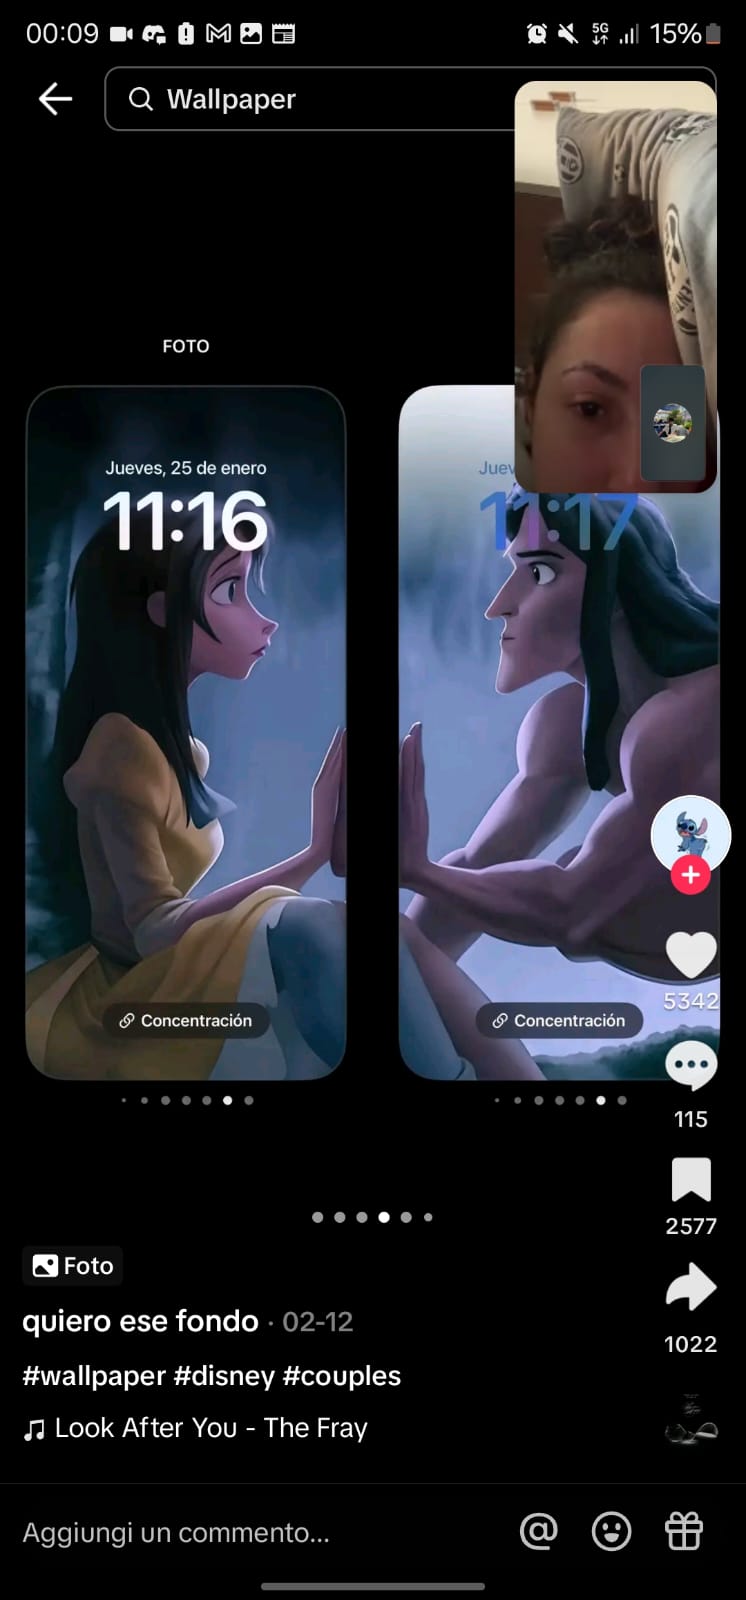 00:09
5G
15%
Wallpaper
FOTO
Jueves, 25 de enero
11:16
Concentración
Juev
11:17
Concentración
5342
115
2577
1022
Foto
quiero ese fondo · 02-12
#wallpaper #disney #couples
Look After You - The Fray
Aggiungi un commento...